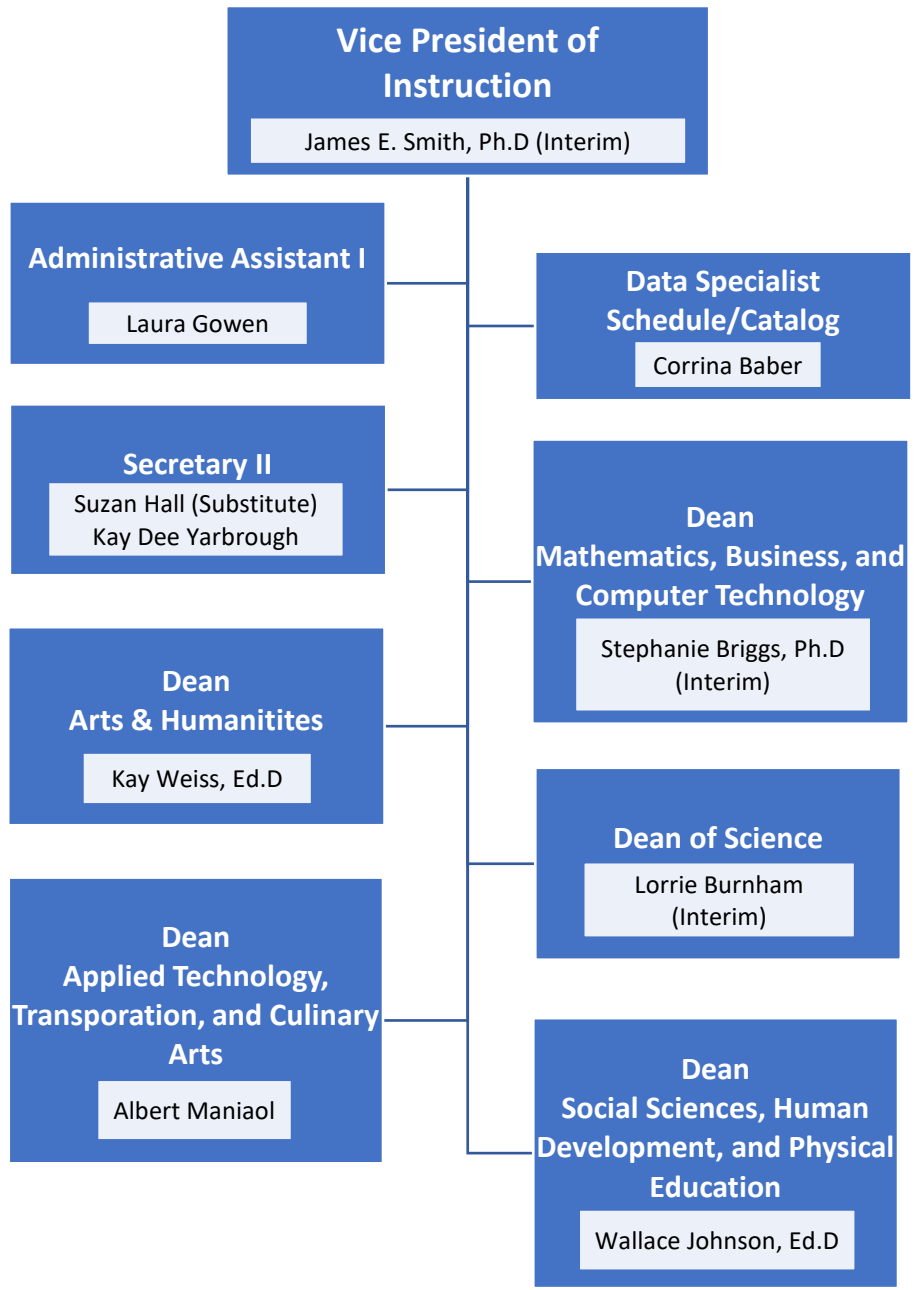 Vice President of
Instruction
James E. Smith, Ph.D (Interim)
Administrative Assistant I
Laura Gowen
Data Specialist
Schedule/Catalog
Corrina Baber
Secretary II
Suzan Hall (Substitute)
Kay Dee Yarbrough
Dean
Mathematics, Business, and
Computer Technology
Stephanie Briggs, Ph.D
(Interim)
Dean
Arts & Humanitites
Kay Weiss, Ed.D
Dean of Science
Lorrie Burnham
(Interim)
Dean
Applied Technology,
Transporation, and Culinary
Arts
Albert Maniaol
Dean
Social Sciences, Human
Development, and Physical
Education
Wallace Johnson, Ed.D